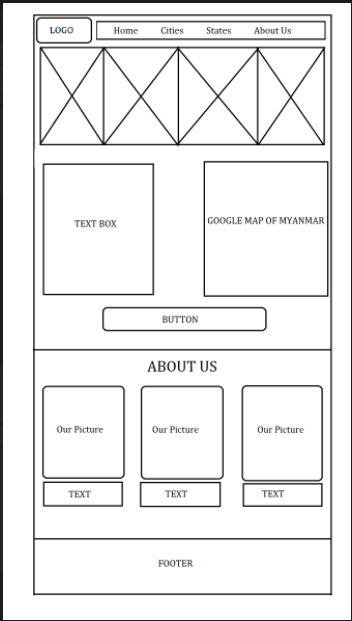 LOGO
Home Cities States About Us
TEXT BOX
GOOGLE MAP OF MYANMAR
BUTTON
ABOUT US
Our Picture Our Picture Our Picture
TEXT TEXT TEXT
FOOTER